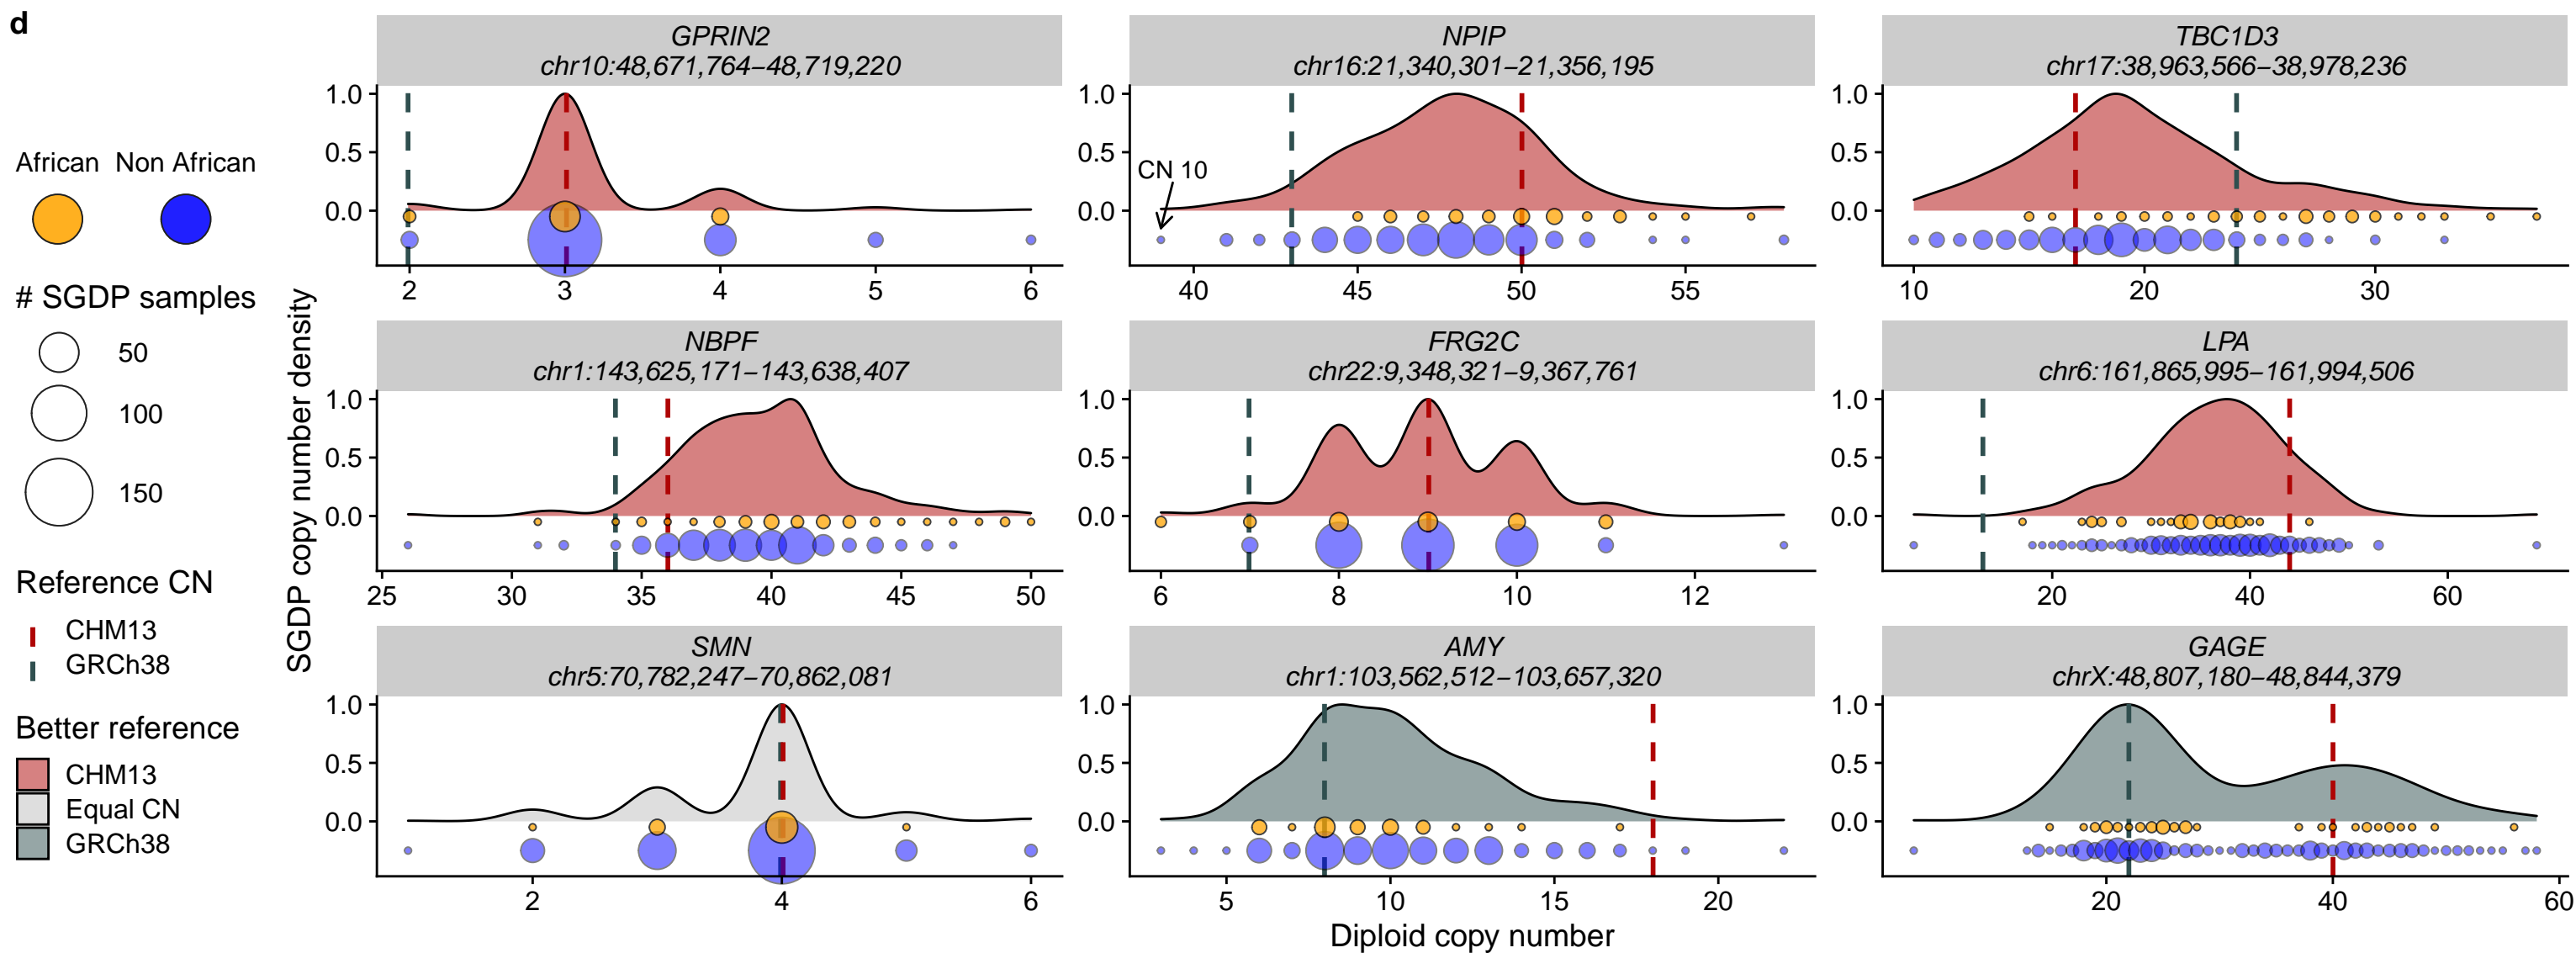 d
African Non African
# SGDP samples
50
100
150
Reference CN
CHM13
GRCh38
Better reference
CHM13
Equal CN
GRCh38
SGDP copy number density
GPRIN2
chr10:48,671,764−48,719,220
1.0
0.5
0.0
2 3 4 5 6
NPIP
chr16:21,340,301−21,356,195
1.0
0.5
0.0
CN 10
40 45 50 55
TBC1D3
chr17:38,963,566−38,978,236
1.0
0.5
0.0
10 20 30
NBPF
chr1:143,625,171−143,638,407
1.0
0.5
0.0
25 30 35 40 45 50
FRG2C
chr22:9,348,321−9,367,761
1.0
0.5
0.0
6 8 10 12
LPA
chr6:161,865,995−161,994,506
1.0
0.5
0.0
20 40 60
SMN
chr5:70,782,247−70,862,081
1.0
0.5
0.0
2 4 6
AMY
chr1:103,562,512−103,657,320
1.0
0.5
0.0
5 10 15 20
GAGE
chrX:48,807,180−48,844,379
1.0
0.5
0.0
20 40 60
Diploid copy number